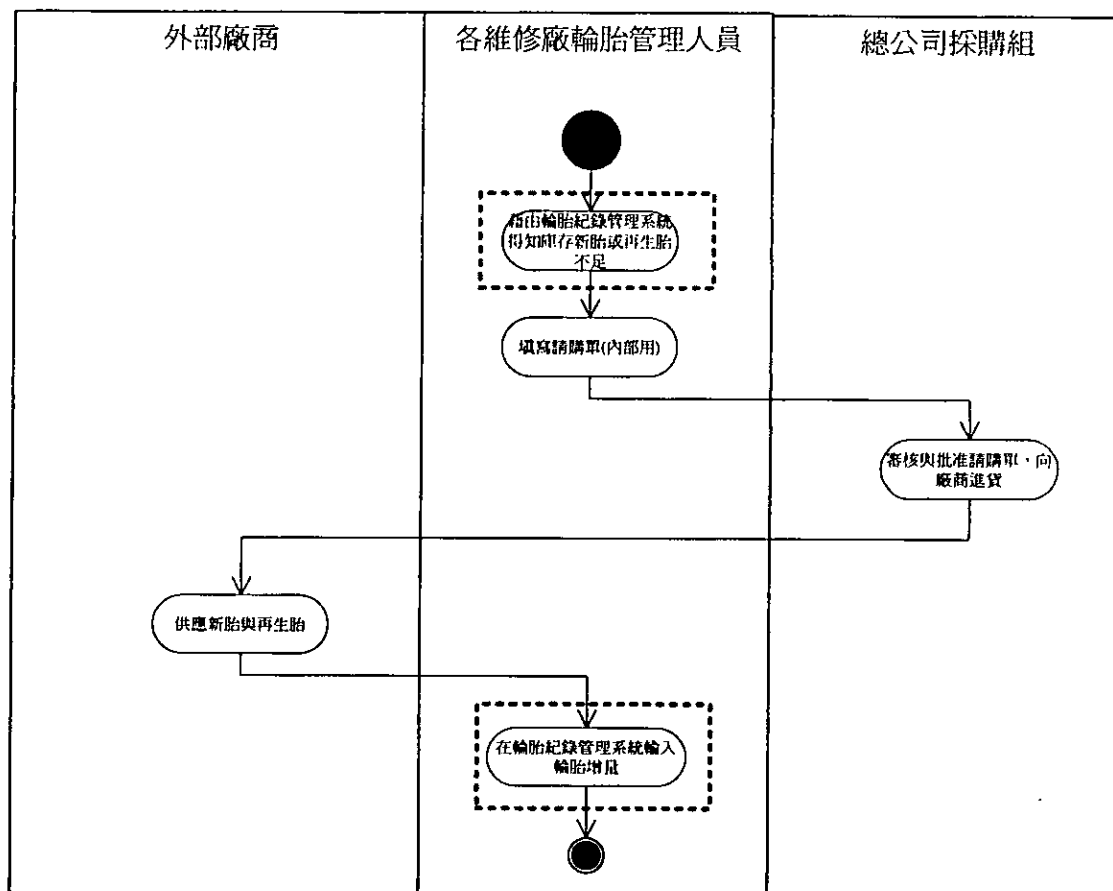 外部廠商
各維修廠輪胎管理人員
總公司採購組
藉由輪胎紀錄管理系統
得知庫存新胎或再生胎
不足
填寫請購單(內部用)
審核與批准請購單，向
廠商進貨
供應新胎與再生胎
在輪胎紀錄管理系統輸入
輪胎增量